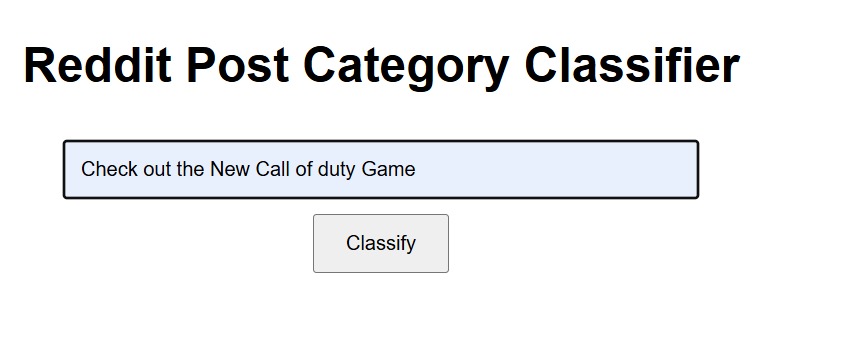 Reddit Post Category Classifier
Check out the New Call of duty Game
Classify